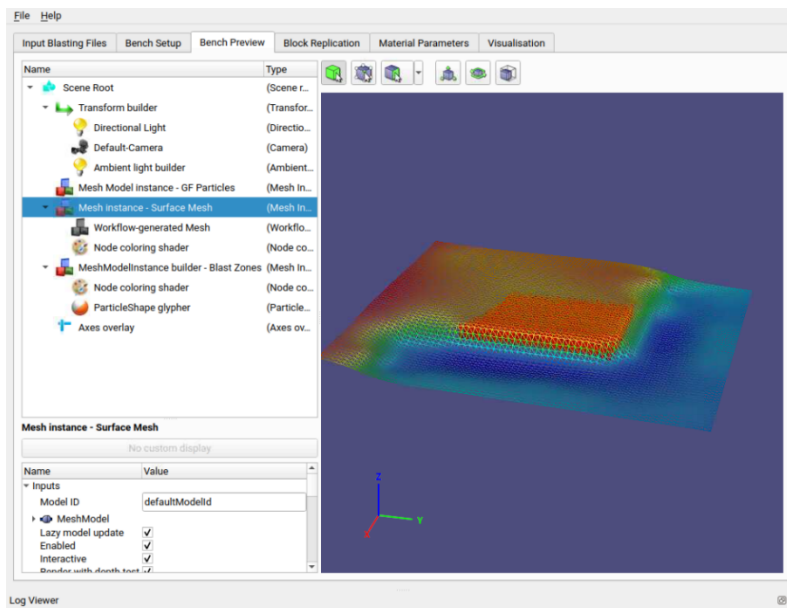 File Help
Input Blasting Files Bench Setup Bench Preview Block Replication Material Parameters Visualisation
Name Type
Scene Root (Scene r...
Transform builder (Transfor...
Directional Light (Directio...
Default-Camera (Camera)
Ambient light builder (Ambient...
Mesh Model instance - GF Particles (Mesh In...
Mesh instance - Surface Mesh (Mesh In...
Workflow-generated Mesh (Workflo...
Node coloring shader (Node co...
MeshModelInstance builder - Blast Zones (Mesh In...
Node coloring shader (Node co...
ParticleShape glypher (Particle...
Axes overlay (Axes ov...
Mesh instance - Surface Mesh
No custom display
Name Value
Inputs
Model ID defaultModelId
MeshModel
Lazy model update
Enabled
Interactive
Render with depth test
Z
Y
X
Log Viewer